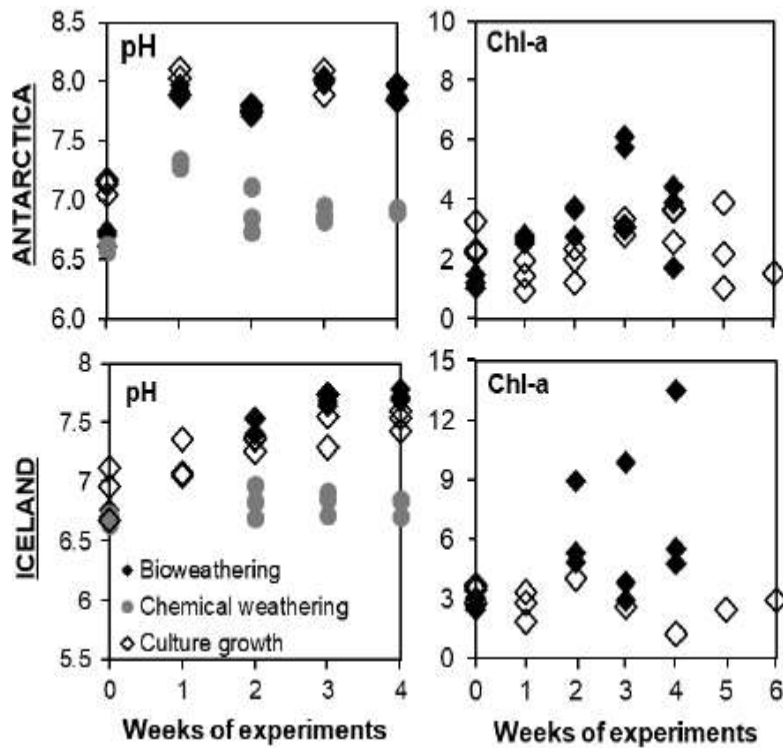 ANTARCTICA
pH
8.5
8.0
7.5
7.0
6.5
6.0
Chl-a
10
8
6
4
2
0
ICELAND
pH
8
7.5
7
6.5
6
5.5
Bioweathering
Chemical weathering
Culture growth
0 1 2 3 4
Weeks of experiments
Chl-a
15
12
9
6
3
0
0 1 2 3 4 5 6
Weeks of experiments